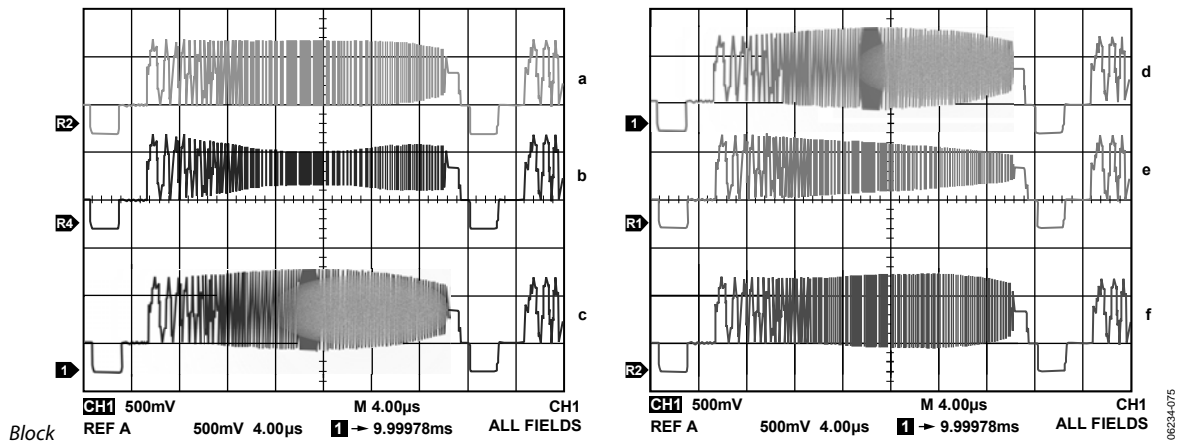 R2
a
R4
b
1
c
CH1 500mV M 4.00µs CH1
REF A 500mV 4.00µs 1 → 9.99978ms ALL FIELDS
1
d
R1
e
R2
f
CH1 500mV M 4.00µs CH1
REF A 500mV 4.00µs 1 → 9.99978ms ALL FIELDS
06234-075
Block